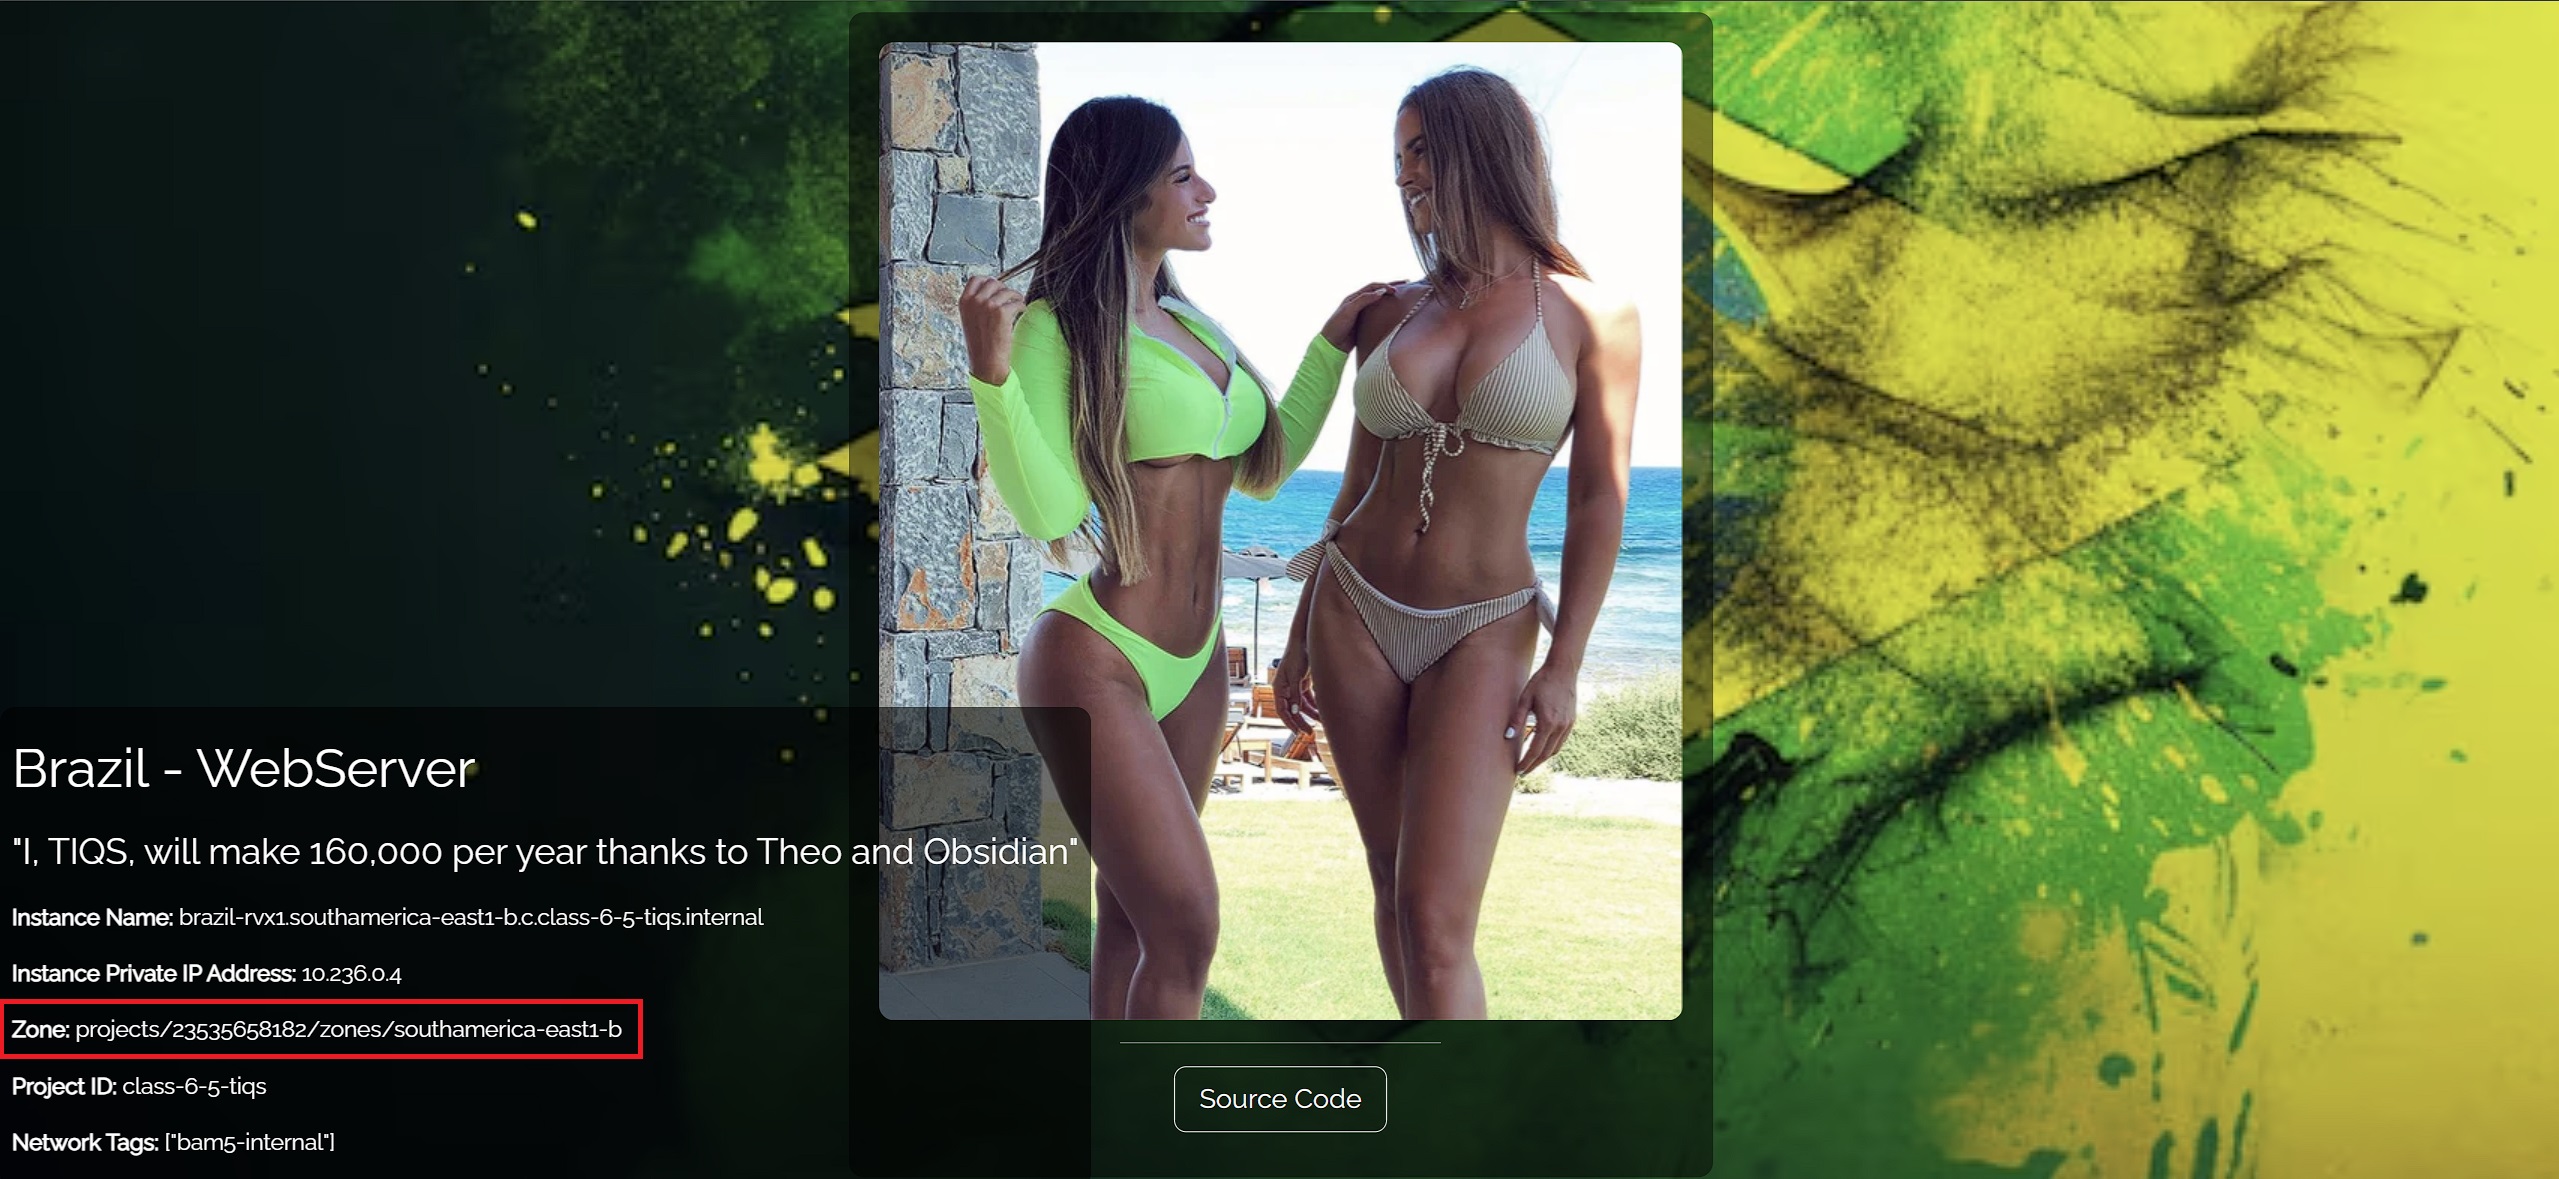 Brazil - WebServer
"I, TIQS, will make 160,000 per year thanks to Theo and Obsidian"
Instance Name: brazil-rvx1.southamerica-east1-b.c.class-6-5-tiqs.internal
Instance Private IP Address: 10.236.0.4
Zone: projects/23535658182/zones/southamerica-east1-b
Project ID: class-6-5-tiqs
Network Tags: ["bam5-internal"]
Source Code